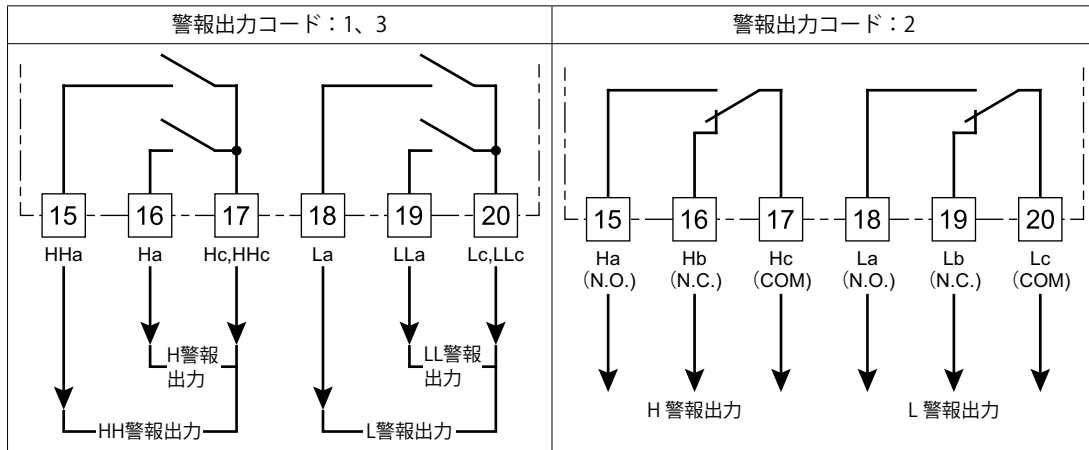 警報出力コード：1、3
警報出力コード：2
15 16 17 18 19 20
HHa Ha Hc,HHc La LLa Lc,LLc
H警報
出力
LL警報
出力
HH警報出力
L警報出力
15 16 17 18 19 20
Ha Hb Hc La Lb Lc
（N.O.） （N.C.） （COM） （N.O.） （N.C.） （COM）
H 警報出力
L 警報出力